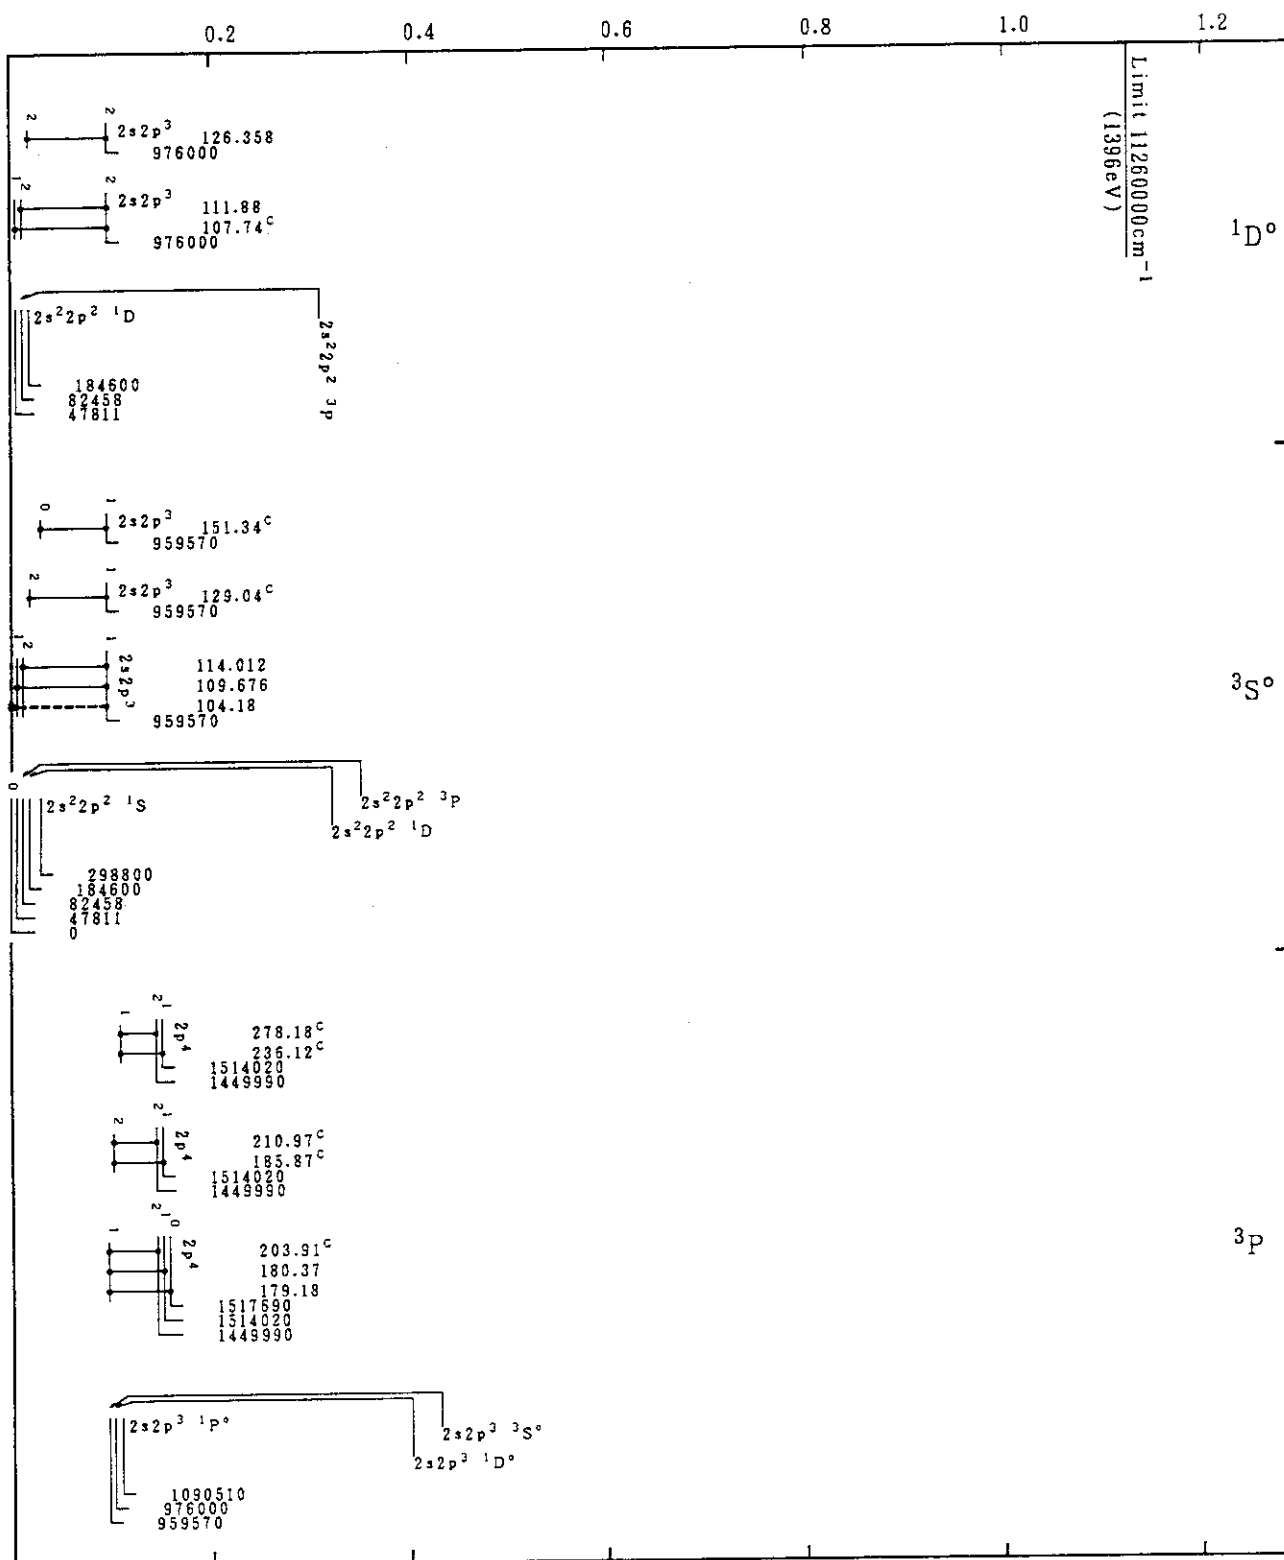 0.2 0.4 0.6 0.8 1.0 1.2
Limit 11260000cm⁻¹
(1396eV)
¹D°
2 2 2s2p³ 126.358
976000
1 2 2 2s2p³ 111.88
107.74ᶜ
976000
2s²2p² ¹D
2s²2p² ³P
184600
82458
47811
³S°
0 1 2s2p³ 151.34ᶜ
959570
2 1 2s2p³ 129.04ᶜ
959570
1 2 1 2s2p³ 114.012
109.676
104.18
959570
0
2s²2p² ¹S
2s²2p² ³P
2s²2p² ¹D
298800
184600
82458
47811
0
³P
1 2 1 2p⁴ 278.18ᶜ
236.12ᶜ
1514020
1449990
2 2 1 2p⁴ 210.97ᶜ
185.87ᶜ
1514020
1449990
1 2 1 0 2p⁴ 203.91ᶜ
180.37
179.18
1517690
1514020
1449990
2s2p³ ¹P°
2s2p³ ³S°
2s2p³ ¹D°
1090510
976000
959570